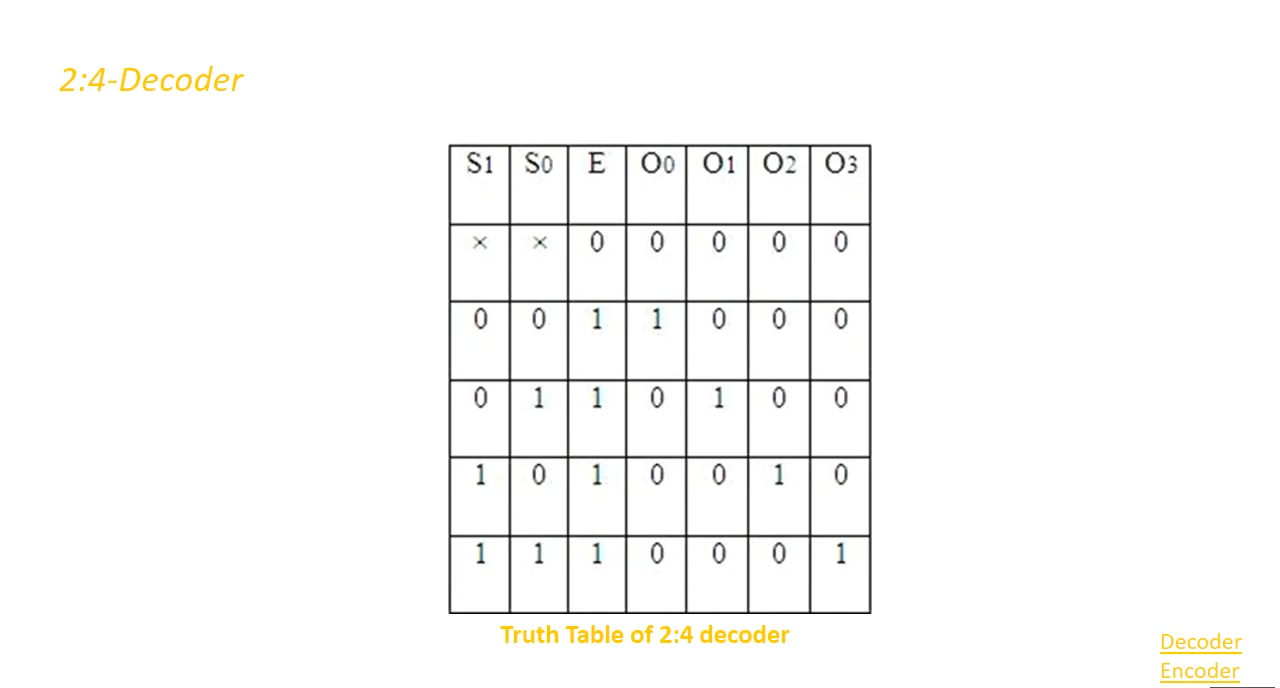 2:4-Decoder
S1 S0 E O0 O1 O2 O3
× × 0 0 0 0 0
0 0 1 1 0 0 0
0 1 1 0 1 0 0
1 0 1 0 0 1 0
1 1 1 0 0 0 1
Truth Table of 2:4 decoder
Decoder
Encoder